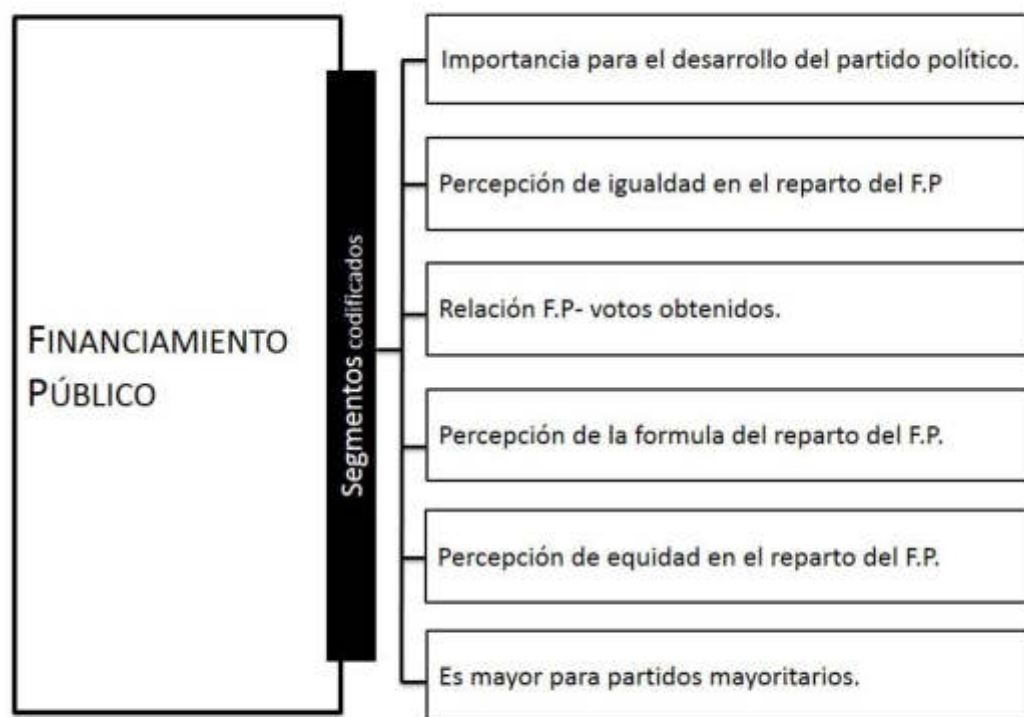 FINANCIAMIENTO
PÚBLICO
Segmentos codificados
Importancia para el desarrollo del partido político.
Percepción de igualdad en el reparto del F.P
Relación F.P- votos obtenidos.
Percepción de la formula del reparto del F.P.
Percepción de equidad en el reparto del F.P.
Es mayor para partidos mayoritarios.